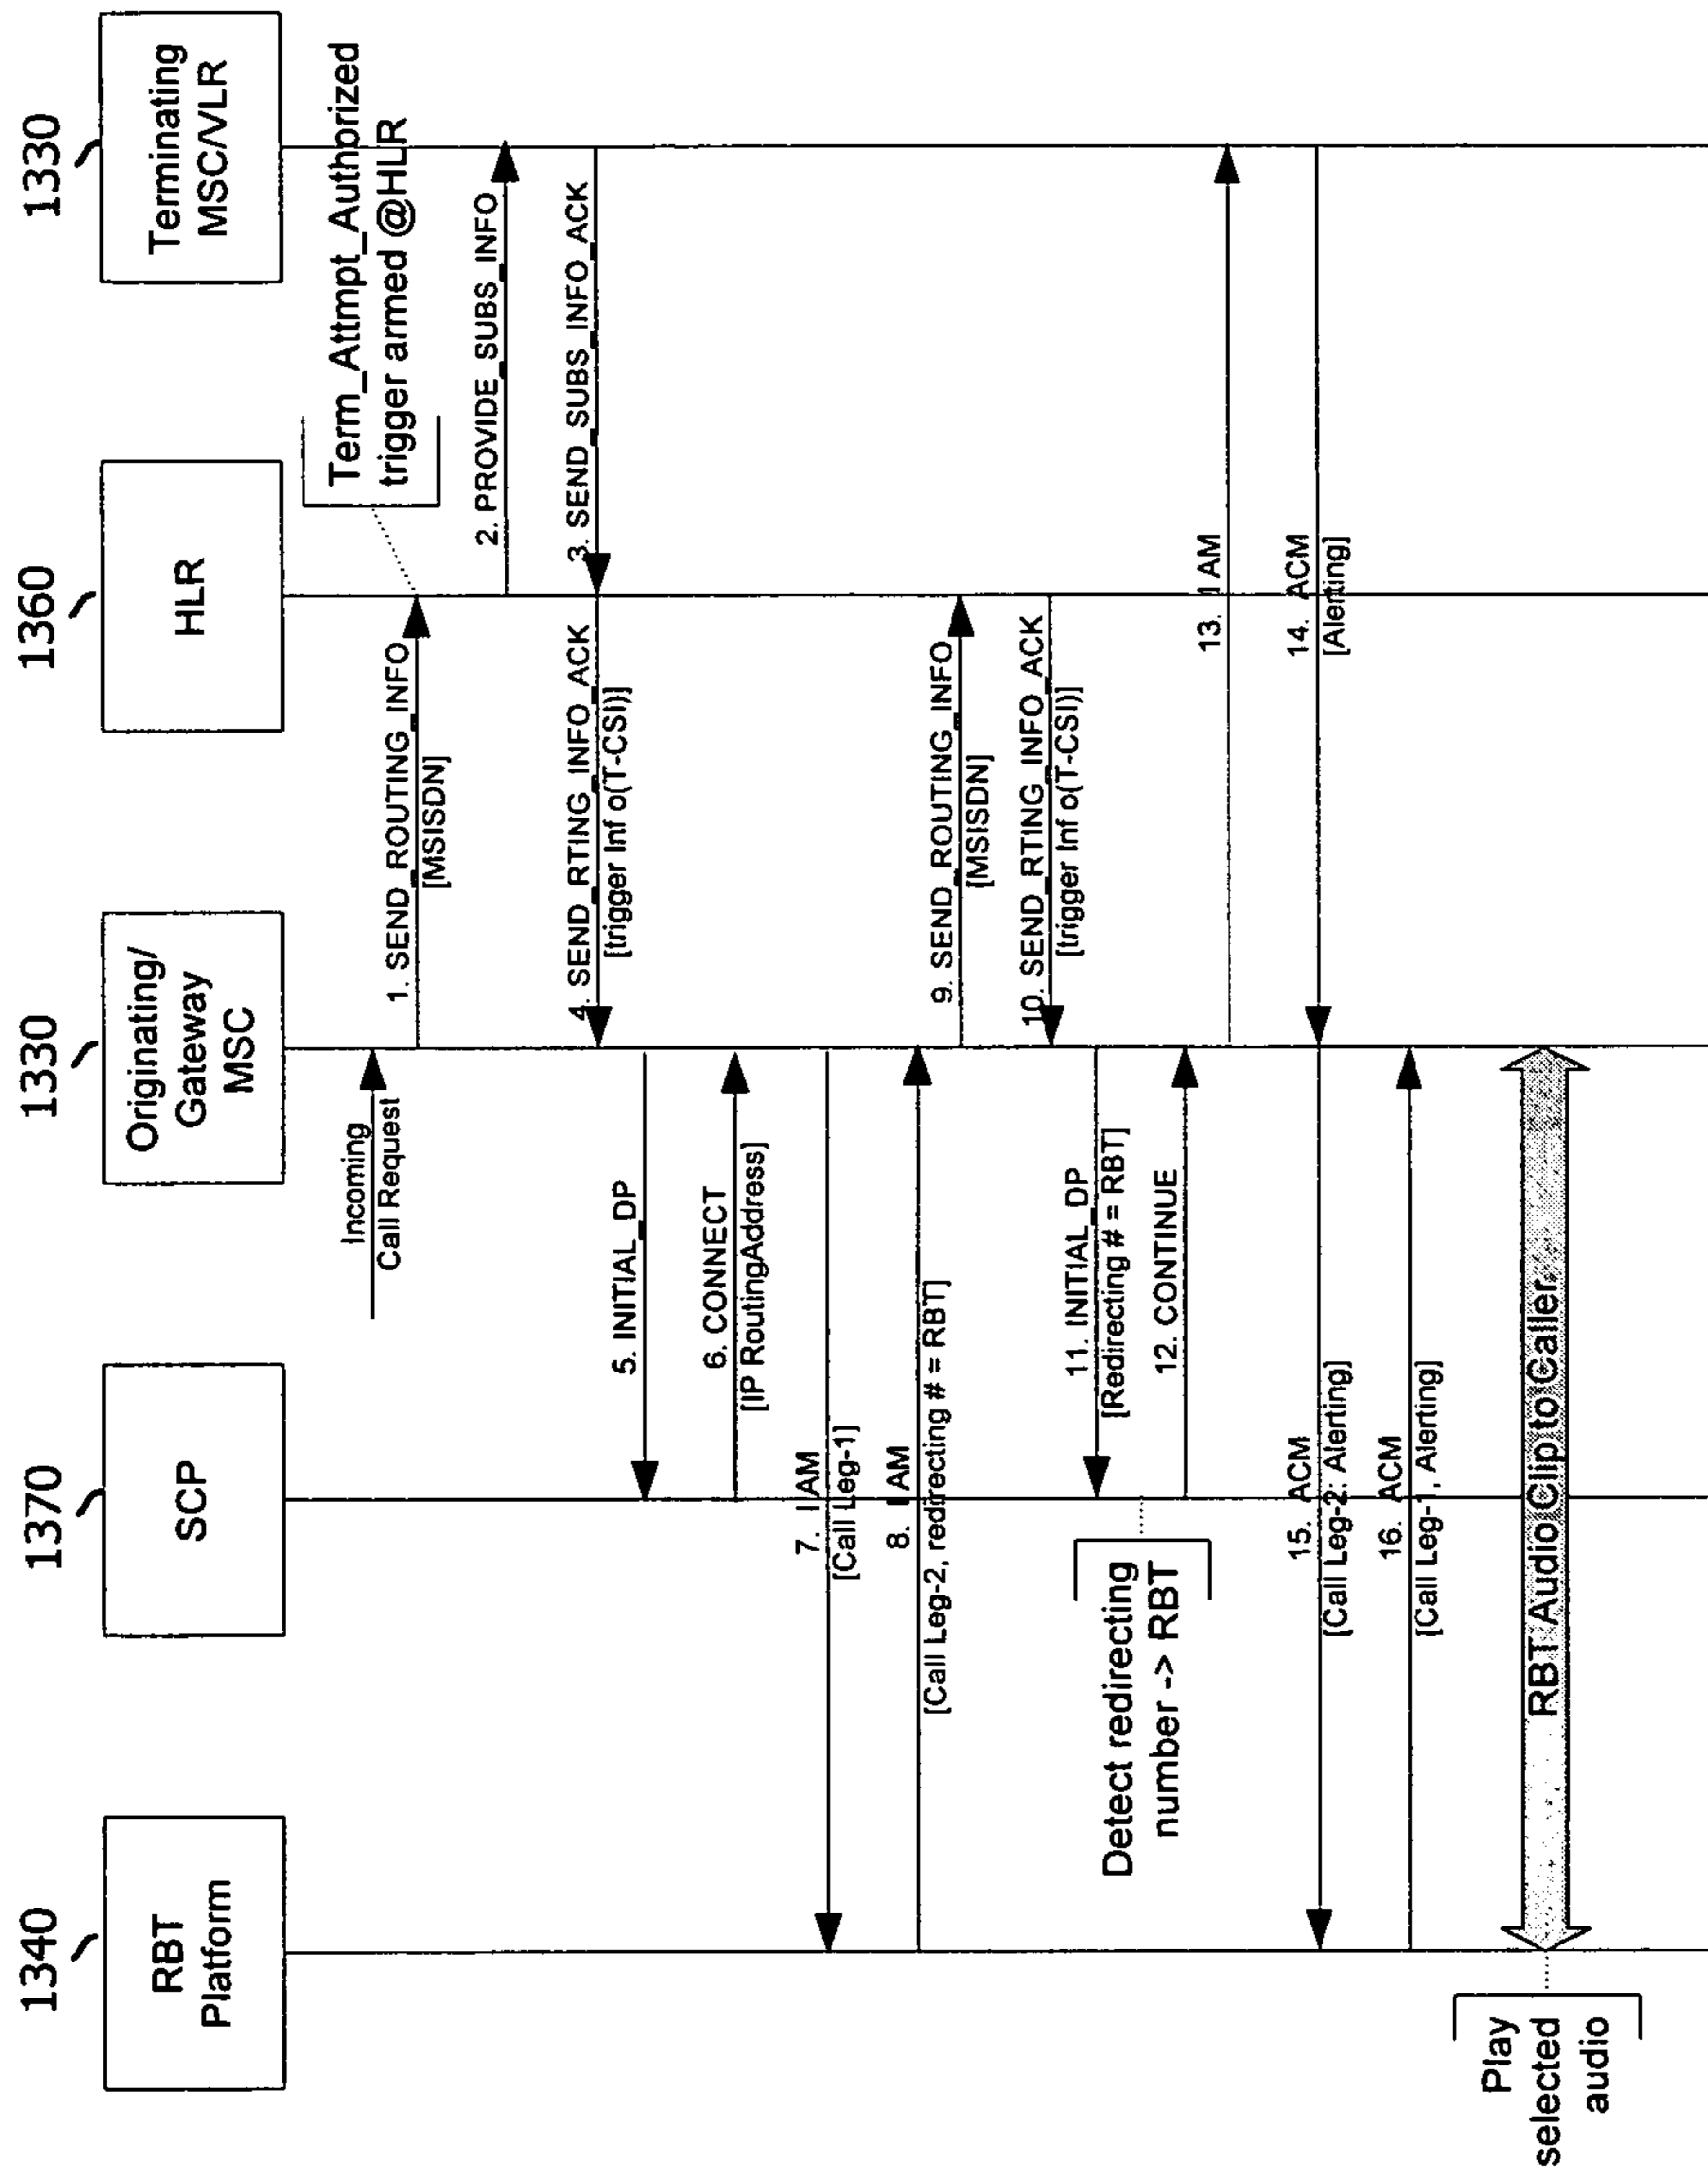 1340
1370
1330
1360
1330
RBT
Platform
SCP
Originating/
Gateway
MSC
HLR
Terminating
MSC/VLR
Incoming
Call Request
Term_Attmpt_Authorized
trigger armed @HLR
1. SEND_ROUTING_INFO
[MSISDN]
2. PROVIDE_SUBS_INFO
3. SEND_SUBS_INFO_ACK
4. SEND_RTING_INFO_ACK
[trigger Inf o(T-CSI)]
5. INITIAL_DP
6. CONNECT
[IP RoutingAddress]
7. IAM
[Call Leg-1]
8. IAM
[Call Leg-2, redirecting # = RBT]
9. SEND_ROUTING_INFO
[MSISDN]
10. SEND_RTING_INFO_ACK
[trigger Inf o(T-CSI)]
11. INITIAL_DP
[Redirecting # = RBT]
Detect redirecting
number -> RBT
12. CONTINUE
13. I AM
14. ACM
[Alerting]
15. ACM
[Call Leg-2: Alerting]
16. ACM
[Call Leg-1, Alerting]
Play
selected
audio
RBT Audio Clip to Caller.